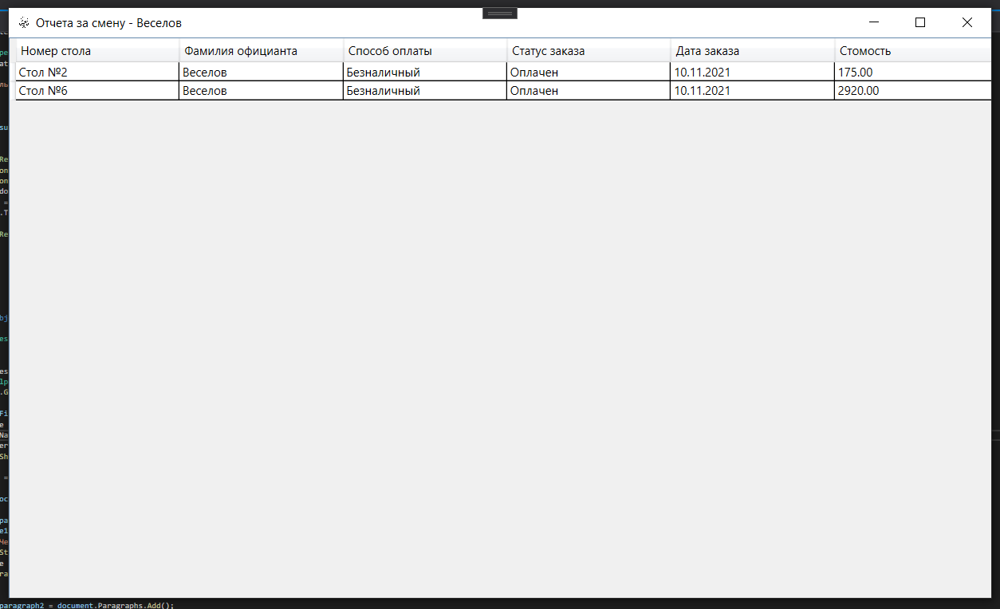 Отчета за смену - Веселов
Номер стола Фамилия официанта Способ оплаты Статус заказа Дата заказа Стомость
Стол №2 Веселов Безналичный Оплачен 10.11.2021 175.00
Стол №6 Веселов Безналичный Оплачен 10.11.2021 2920.00
paragraph2 = document.Paragraphs.Add();